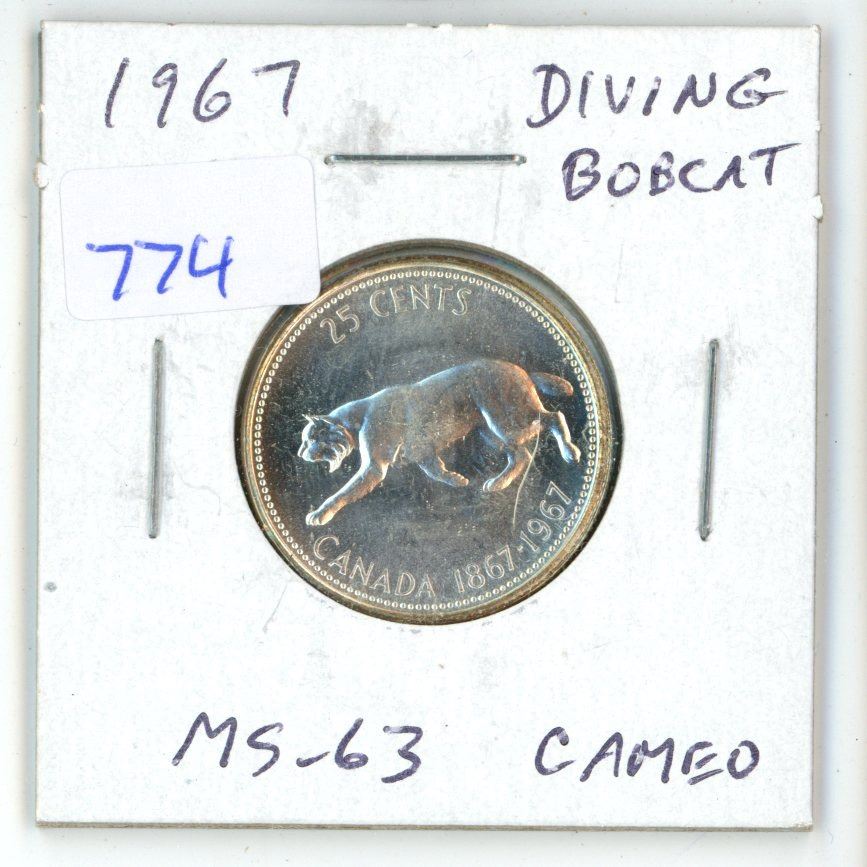 1967 DIVING
BOBCAT
774
25 CENTS
CANADA 1867-1967
MS-63 CAMEO